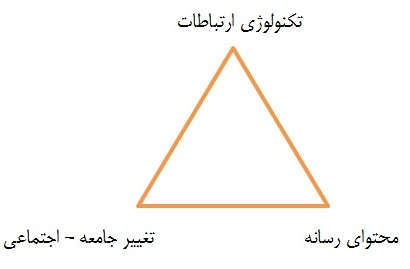 تکنولوژی ارتباطات
محتوای رسانه
تغییر جامعه - اجتماعی